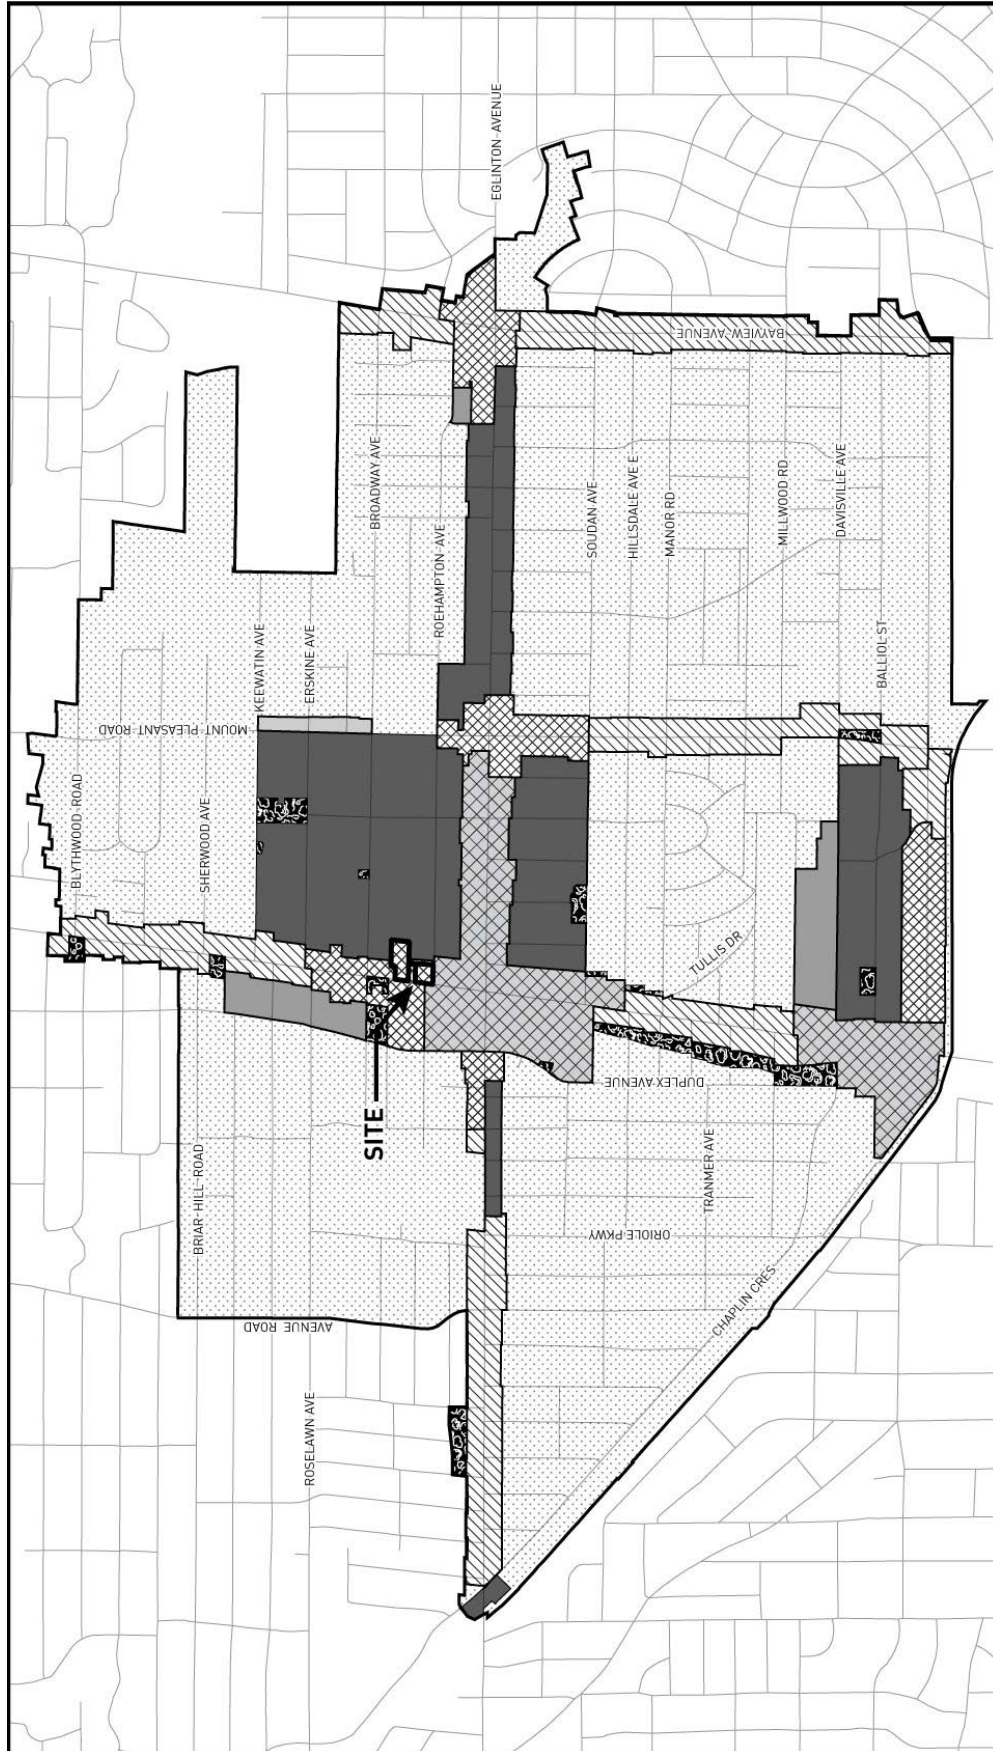 EGLINTON AVENUE
BAYVIEW AVENUE
BROADWAY AVE
ROEHAMPTON AVE
SOUDAN AVE
HILLSDALE AVE E
MANOR RD
MILLWOOD RD
DAVISVILLE AVE
KEEWATIN AVE
ERSKINE AVE
BALLIOL ST
MOUNT PLEASANT ROAD
BLYTHWOOD ROAD
SHERWOOD AVE
TULLIS DR
DUPLEX AVENUE
SITE
BRIAR HILL ROAD
TRANMER AVE
ORIOLE PKWY
CHAPLIN CRES
AVENUE ROAD
ROSELAWN AVE